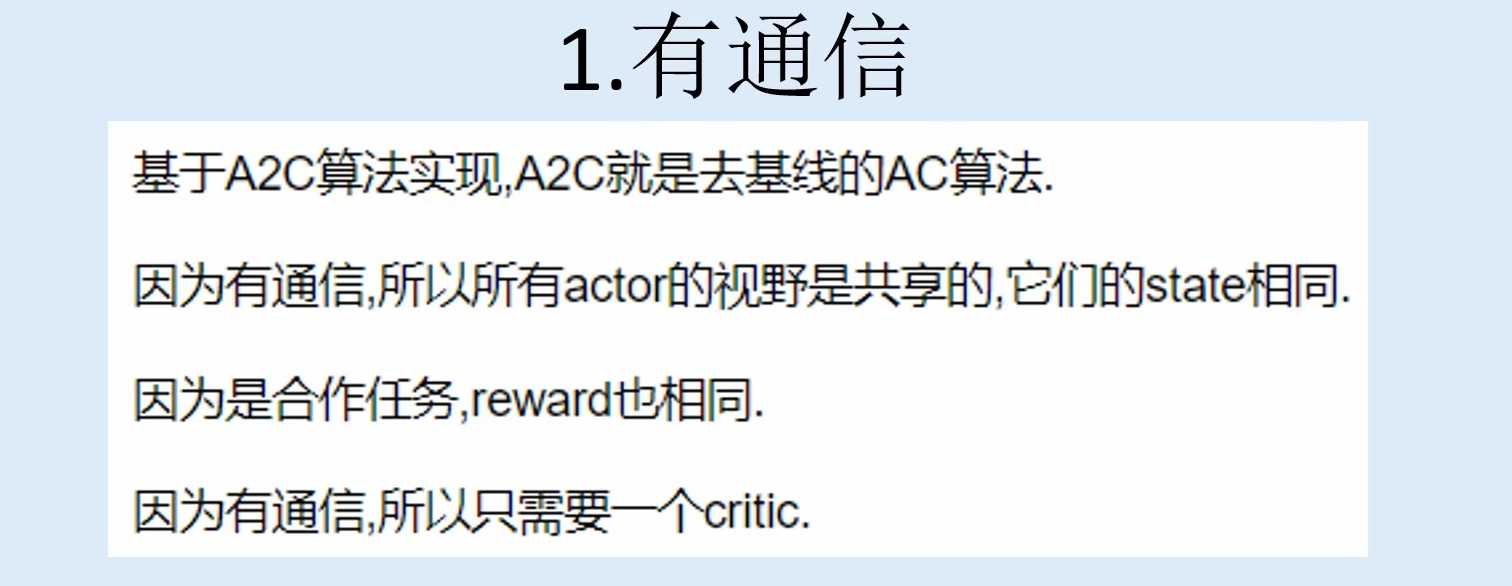 1.有通信
基于A2C算法实现,A2C就是去基线的AC算法.
因为有通信,所以所有actor的视野是共享的,它们的state相同.
因为是合作任务,reward也相同.
因为有通信,所以只需要一个critic.